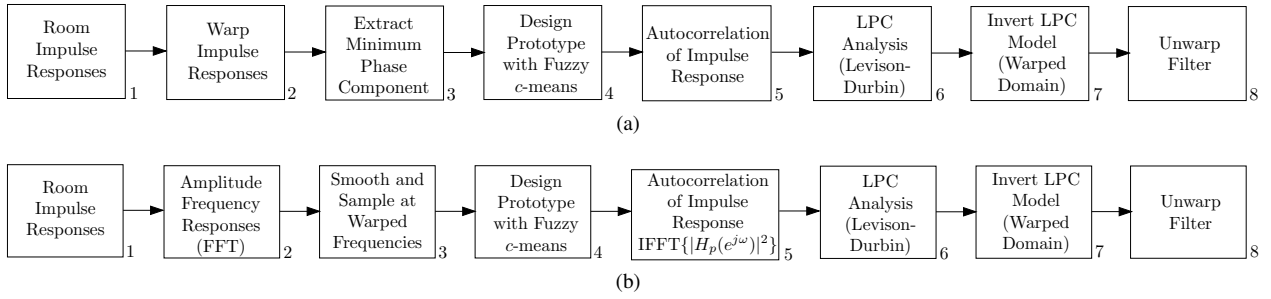 Room
Impulse
Responses
1
Warp
Impulse
Responses
2
Extract
Minimum
Phase
Component
3
Design
Prototype
with Fuzzy
c-means
4
Autocorrelation
of Impulse
Response
5
LPC
Analysis
(Levison-
Durbin)
6
Invert LPC
Model
(Warped
Domain)
7
Unwarp
Filter
8
(a)
Room
Impulse
Responses
1
Amplitude
Frequency
Responses
(FFT)
2
Smooth and
Sample at
Warped
Frequencies
3
Design
Prototype
with Fuzzy
c-means
4
Autocorrelation
of Impulse
Response
IFFT{|H_p(e^{jω})|^2}
5
LPC
Analysis
(Levison-
Durbin)
6
Invert LPC
Model
(Warped
Domain)
7
Unwarp
Filter
8
(b)